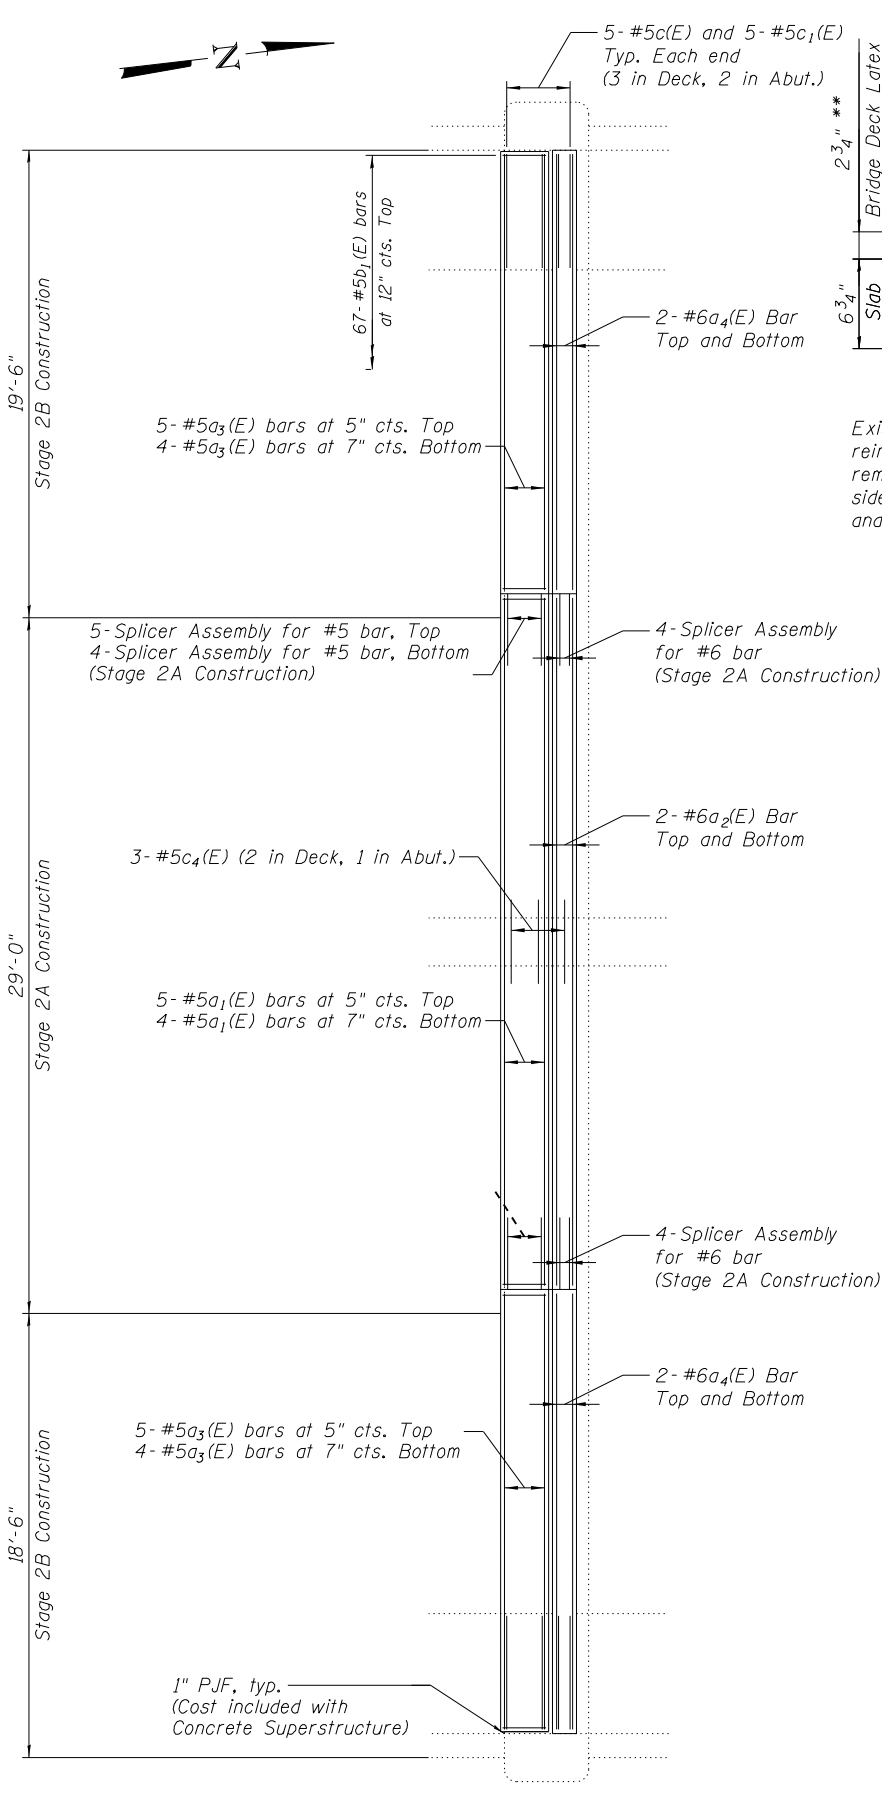 5-#5c(E) and 5-#5c₁(E)
Typ. Each end
(3 in Deck, 2 in Abut.)
N
2 3/4" **
Bridge Deck Latex
6 3/4"
Slab
67-#5b₁(E) bars
at 12" cts. Top
19'-6"
Stage 2B Construction
2-#6a₄(E) Bar
Top and Bottom
5-#5a₃(E) bars at 5" cts. Top
4-#5a₃(E) bars at 7" cts. Bottom
Exi
rein
rem
side
and
5-Splicer Assembly for #5 bar, Top
4-Splicer Assembly for #5 bar, Bottom
(Stage 2A Construction)
4-Splicer Assembly
for #6 bar
(Stage 2A Construction)
2-#6a₂(E) Bar
Top and Bottom
3-#5c₄(E) (2 in Deck, 1 in Abut.)
29'-0"
Stage 2A Construction
5-#5a₁(E) bars at 5" cts. Top
4-#5a₁(E) bars at 7" cts. Bottom
4-Splicer Assembly
for #6 bar
(Stage 2A Construction)
2-#6a₄(E) Bar
Top and Bottom
5-#5a₃(E) bars at 5" cts. Top
4-#5a₃(E) bars at 7" cts. Bottom
18'-6"
Stage 2B Construction
1" PJF, typ.
(Cost included with
Concrete Superstructure)